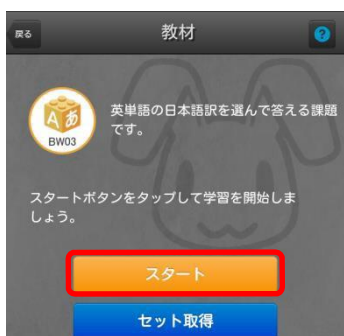 戻る
教材
?
Aあ
BW03
英単語の日本語訳を選んで答える課題
です。
スタートボタンをタップして学習を開始しま
しょう。
スタート
セット取得